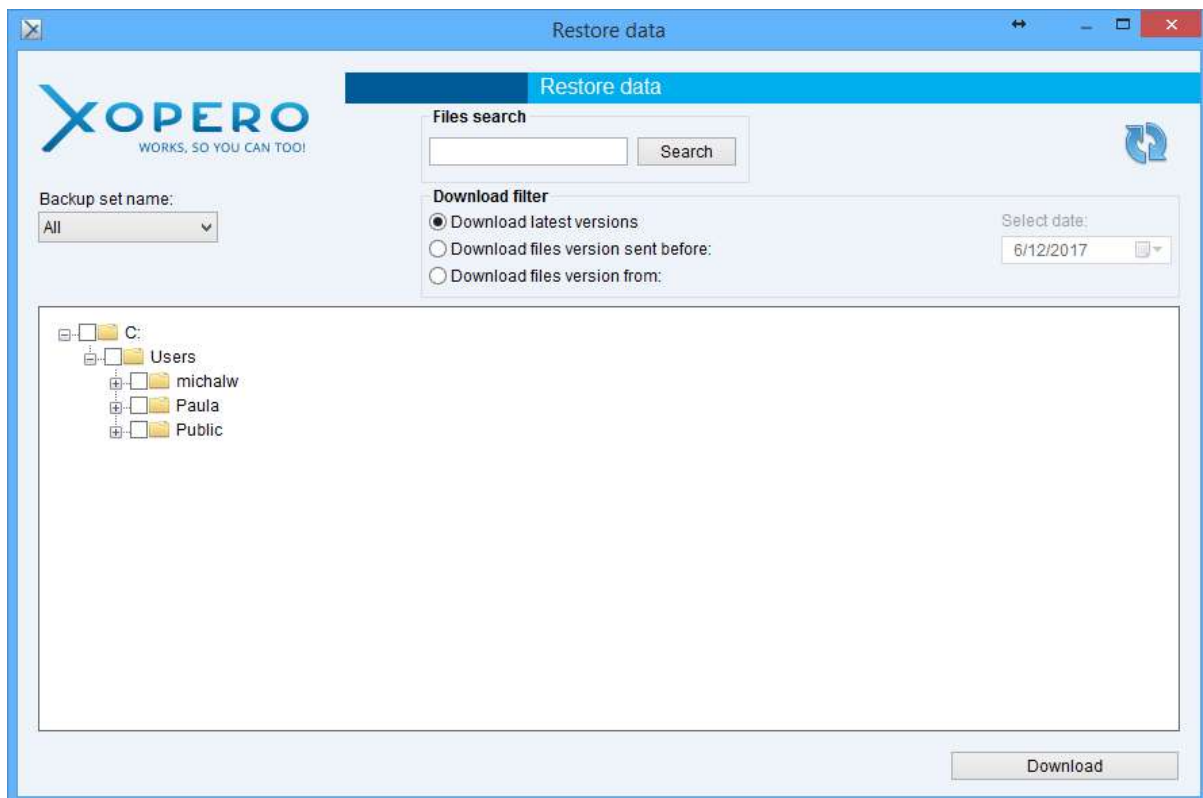 Restore data
Restore data
XOPERO
WORKS, SO YOU CAN TOO!
Files search
Search
Backup set name:
All
Download filter
Download latest versions
Download files version sent before:
Download files version from:
Select date:
6/12/2017
C:
Users
michalw
Paula
Public
Download